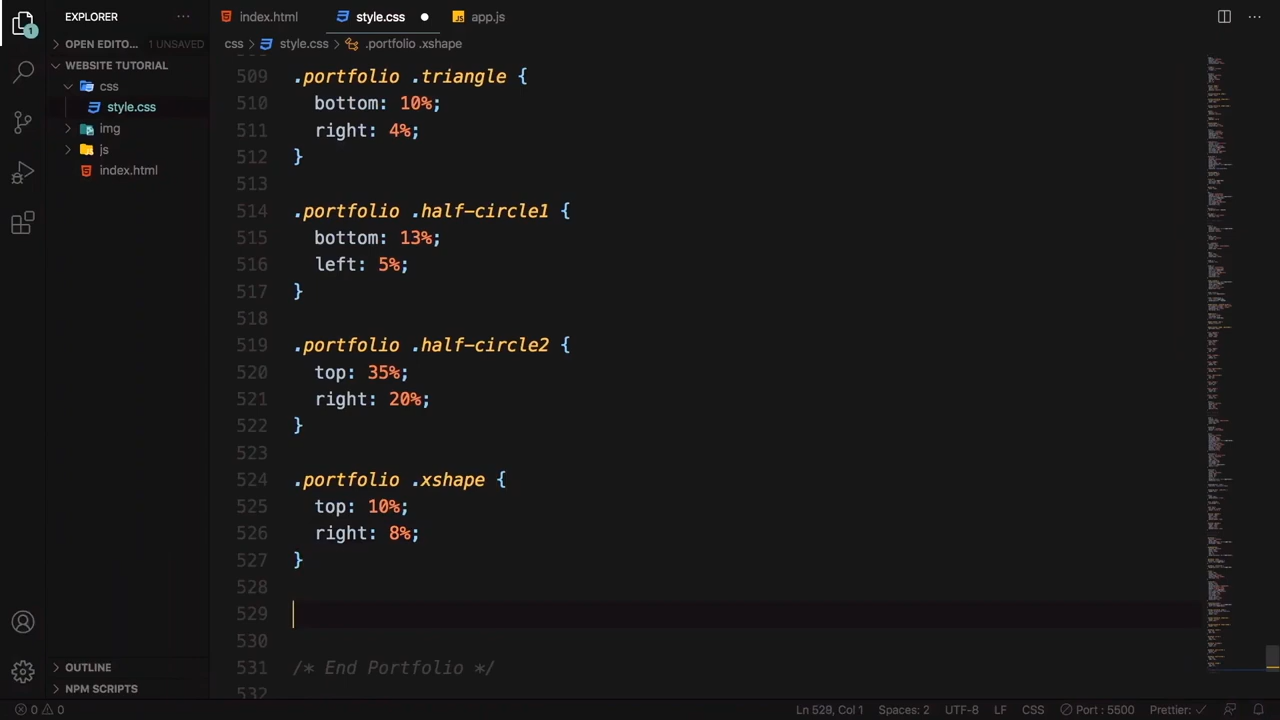 EXPLORER
index.html
style.css
app.js
OPEN EDITO... 1 UNSAVED
css
style.css
.portfolio .xshape
WEBSITE TUTORIAL
css
style.css
img
js
index.html
1
509 .portfolio .triangle {
510 bottom: 10%;
511 right: 4%;
512 }
513
514 .portfolio .half-circle1 {
515 bottom: 13%;
516 left: 5%;
517 }
518
519 .portfolio .half-circle2 {
520 top: 35%;
521 right: 20%;
522 }
523
524 .portfolio .xshape {
525 top: 10%;
526 right: 8%;
527 }
528
529
530
531 /* End Portfolio */
532
OUTLINE
NPM SCRIPTS
0 0 Ln 529, Col 1 Spaces: 2 UTF-8 LF CSS Port : 5500 Prettier: ✓